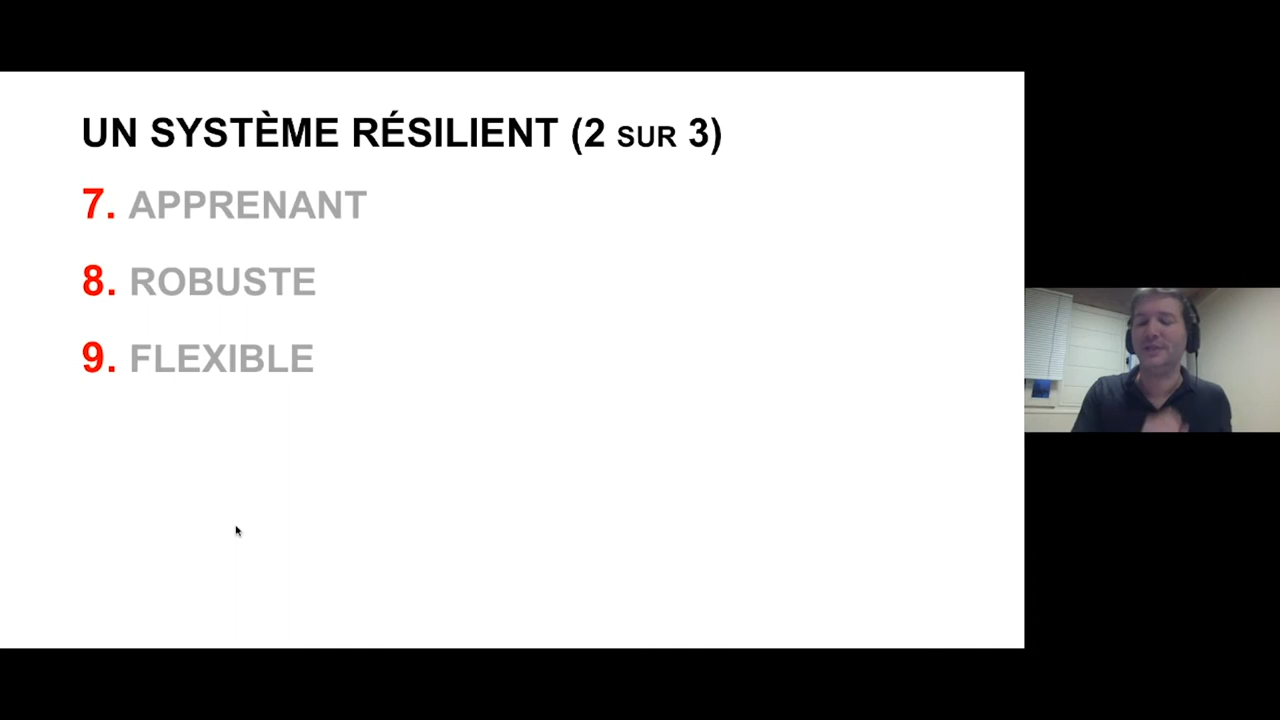 UN SYSTÈME RÉSILIENT (2 SUR 3)
7. APPRENANT
8. ROBUSTE
9. FLEXIBLE